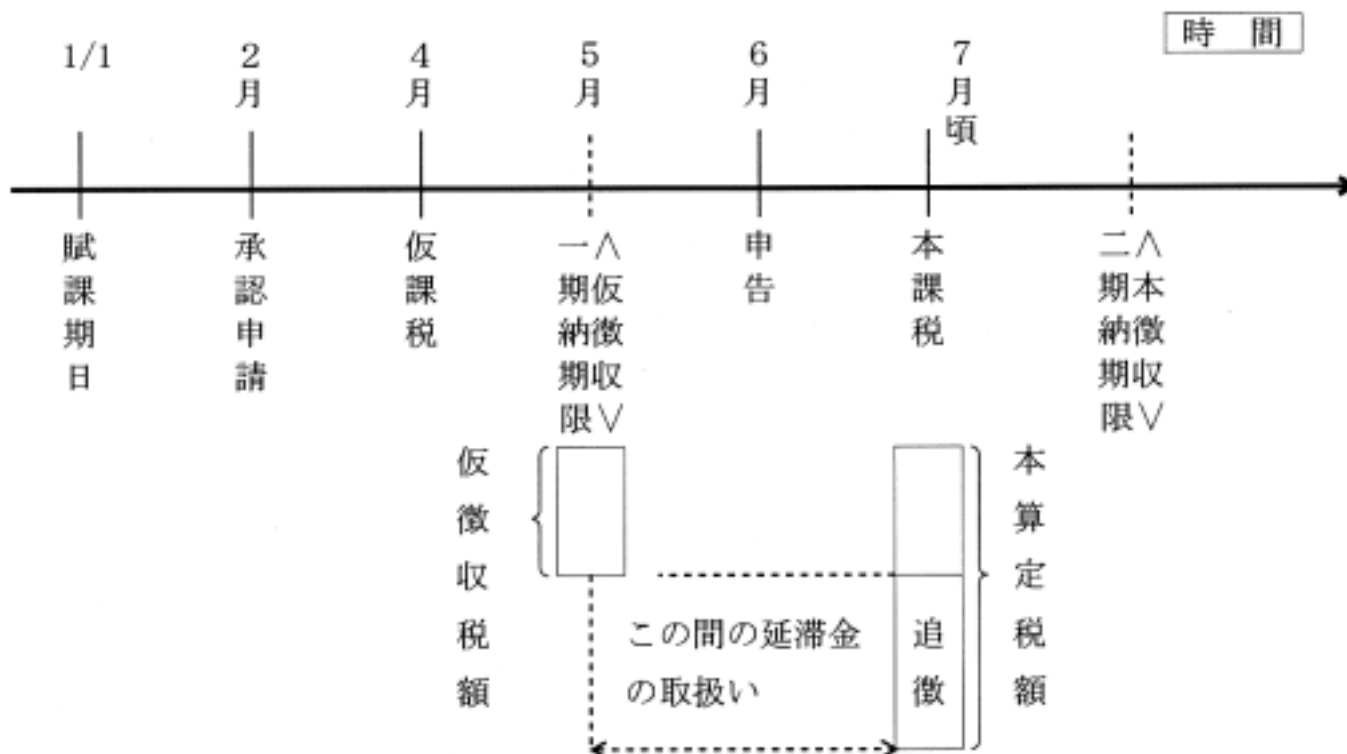 時 間
1/1
2月
4月
5月
6月
7月頃
賦課期日
承認申請
仮課税
〈仮徴収〉
一期納期限
申告
本課税
〈本徴収〉
二期納期限
仮徴収税額
この間の延滞金
の取扱い
追徴
本算定税額